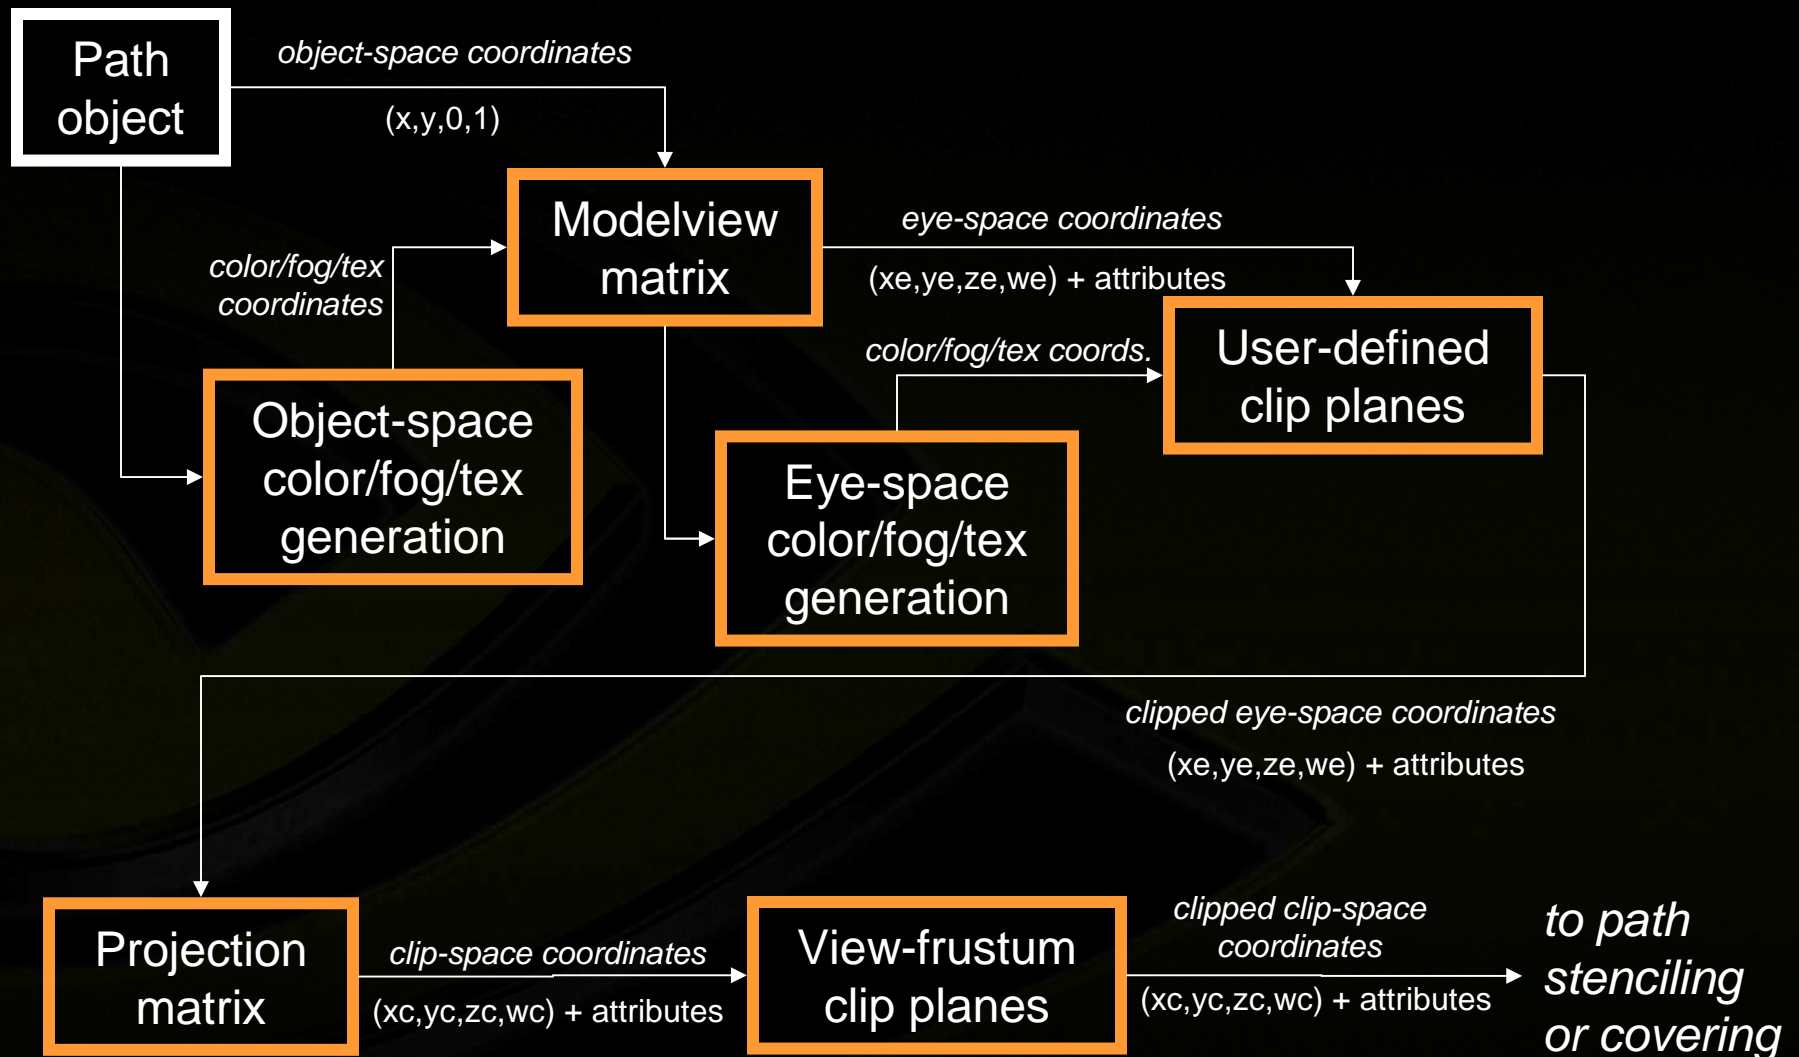 Path
object
object-space coordinates
(x,y,0,1)
Modelview
matrix
eye-space coordinates
(xe,ye,ze,we) + attributes
color/fog/tex
coordinates
Object-space
color/fog/tex
generation
color/fog/tex coords.
User-defined
clip planes
Eye-space
color/fog/tex
generation
clipped eye-space coordinates
(xe,ye,ze,we) + attributes
Projection
matrix
clip-space coordinates
(xc,yc,zc,wc) + attributes
View-frustum
clip planes
clipped clip-space
coordinates
(xc,yc,zc,wc) + attributes
to path
stenciling
or covering